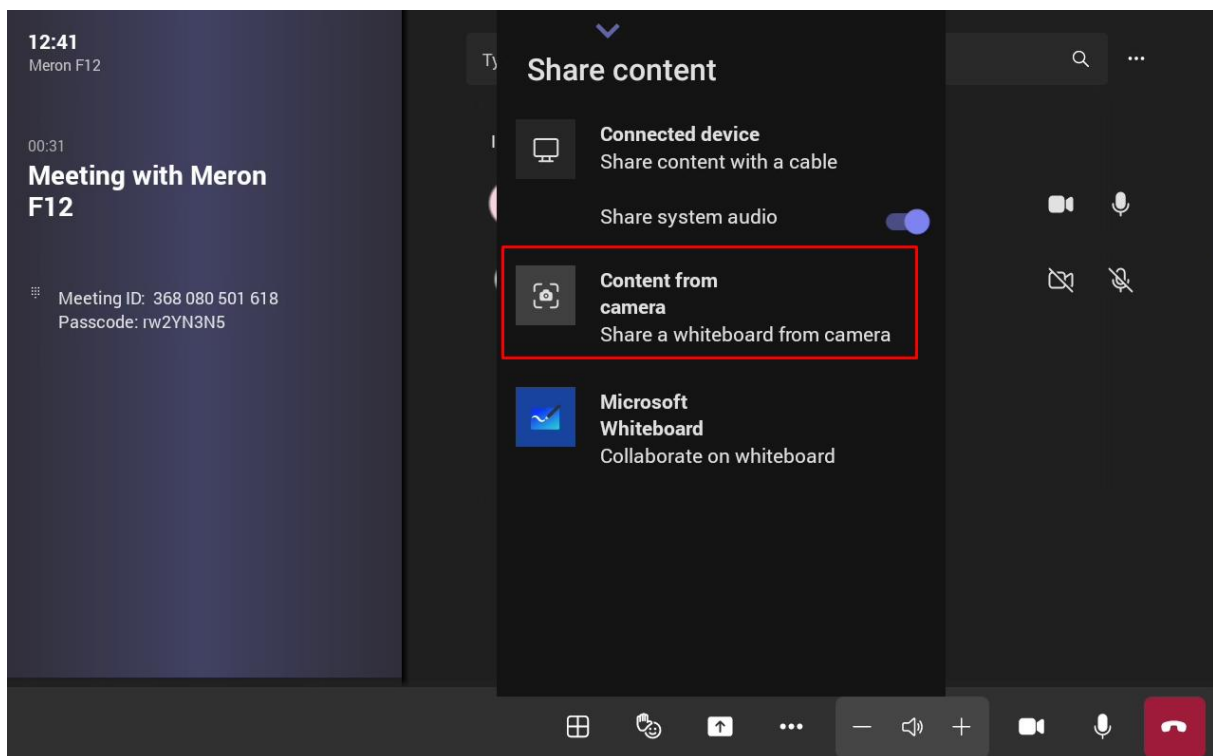 12:41
Meron F12
00:31
Meeting with Meron
F12
Meeting ID: 368 080 501 618
Passcode: rw2YN3N5
Ty
Share content
Connected device
Share content with a cable
Share system audio
Content from
camera
Share a whiteboard from camera
Microsoft
Whiteboard
Collaborate on whiteboard